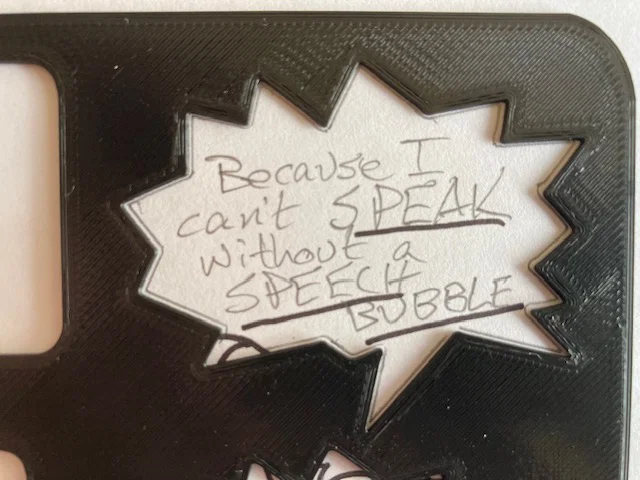 Because I
can't SPEAK
without a
SPEECH
BUBBLE